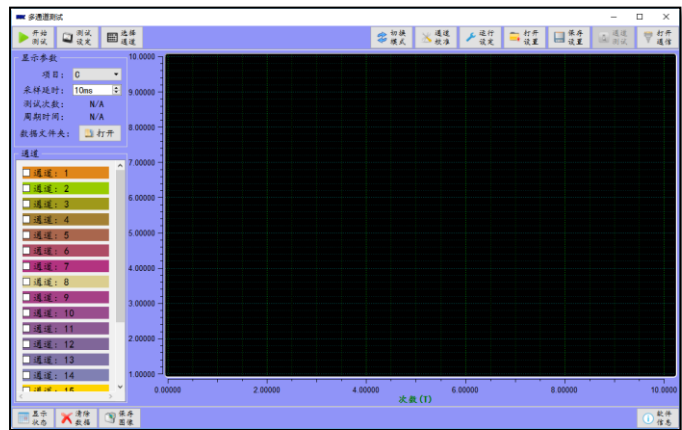 多通道测试
开始测试
测试设定
选择通道
切换模式
通道校准
运行设定
打开设置
保存设置
通道测试
打开通信
显示参数
项目: C
采样延时: 10ms
测试次数: N/A
周期时间: N/A
数据文件夹: 打开
通道
通道: 1
通道: 2
通道: 3
通道: 4
通道: 5
通道: 6
通道: 7
通道: 8
通道: 9
通道: 10
通道: 11
通道: 12
通道: 13
通道: 14
通道: 15
10.0000
9.00000
8.00000
7.00000
6.00000
5.00000
4.00000
3.00000
2.00000
1.00000
0.00000 2.00000 4.00000 6.00000 8.00000 10.0000
次数(T)
显示状态
清除数据
保存图像
软件信息